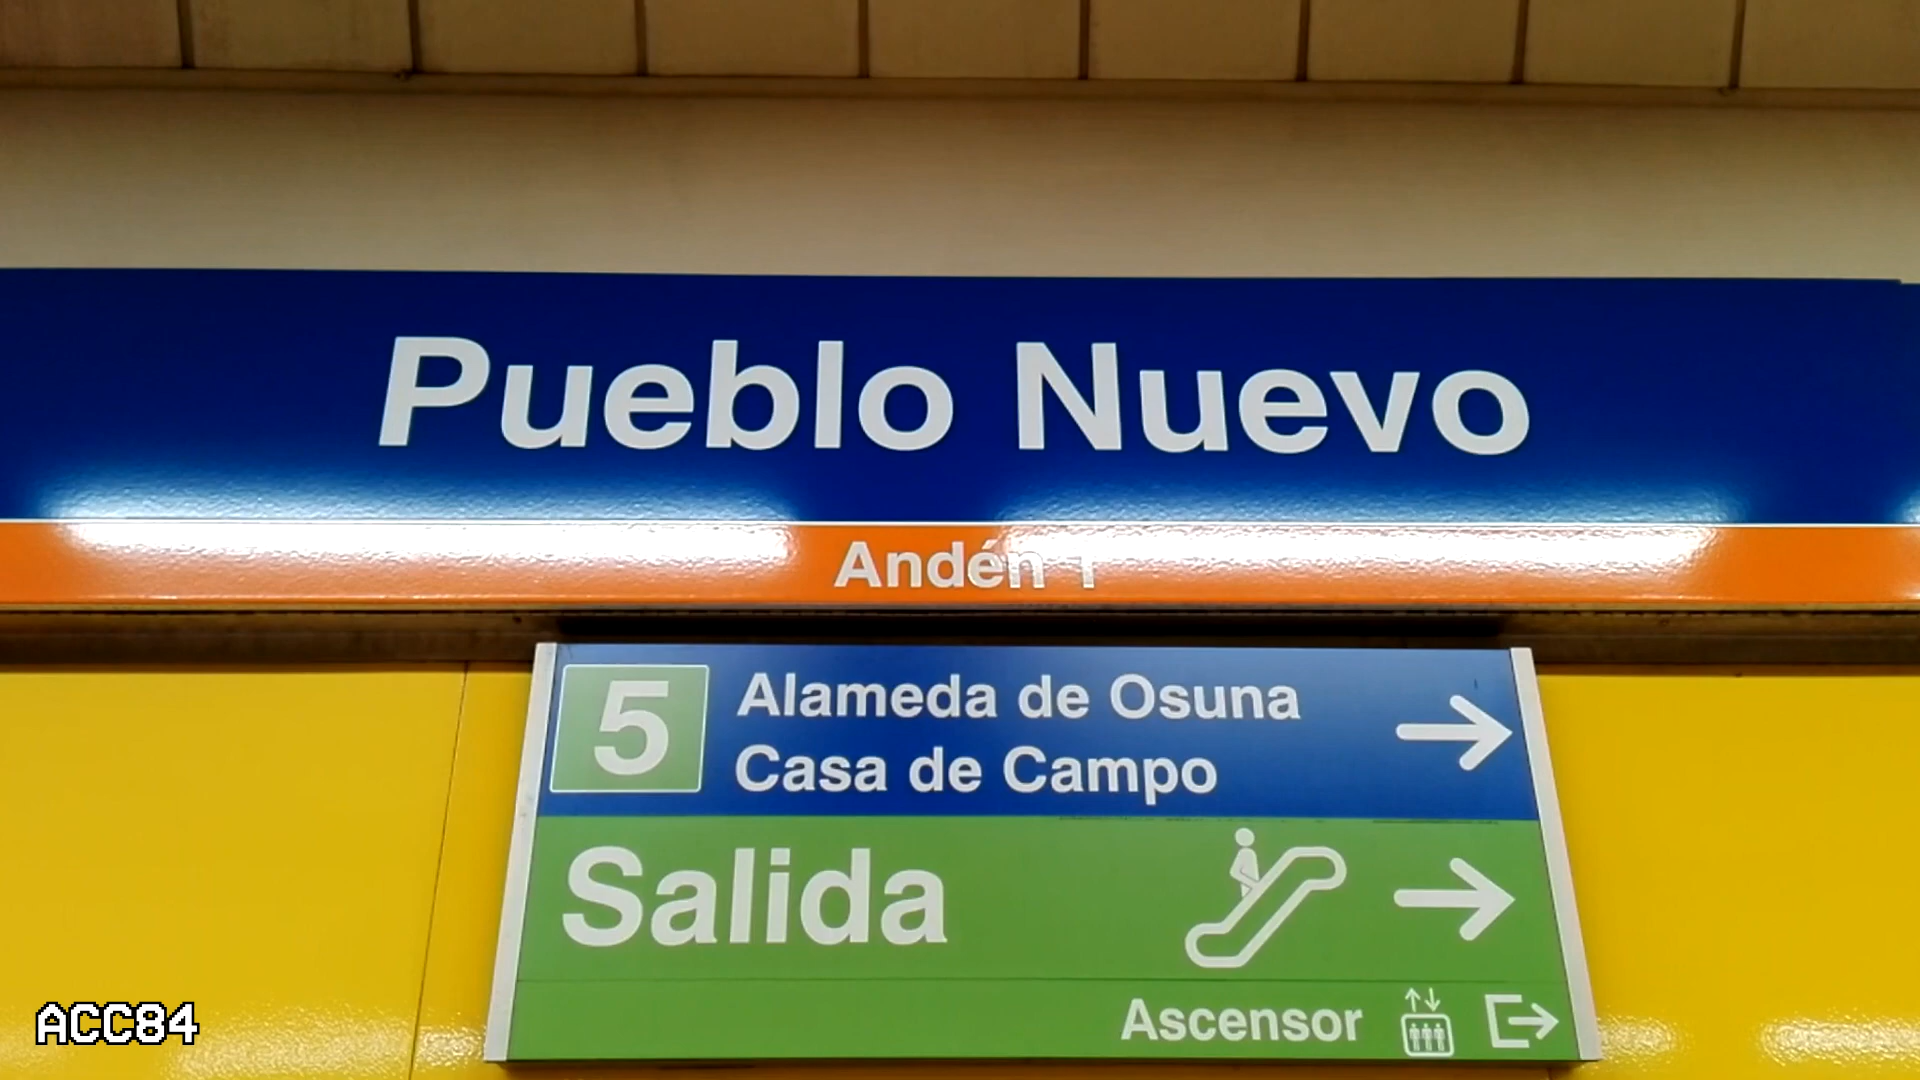 Pueblo Nuevo
Andén 1
5
Alameda de Osuna
Casa de Campo
Salida
Ascensor
ACC84